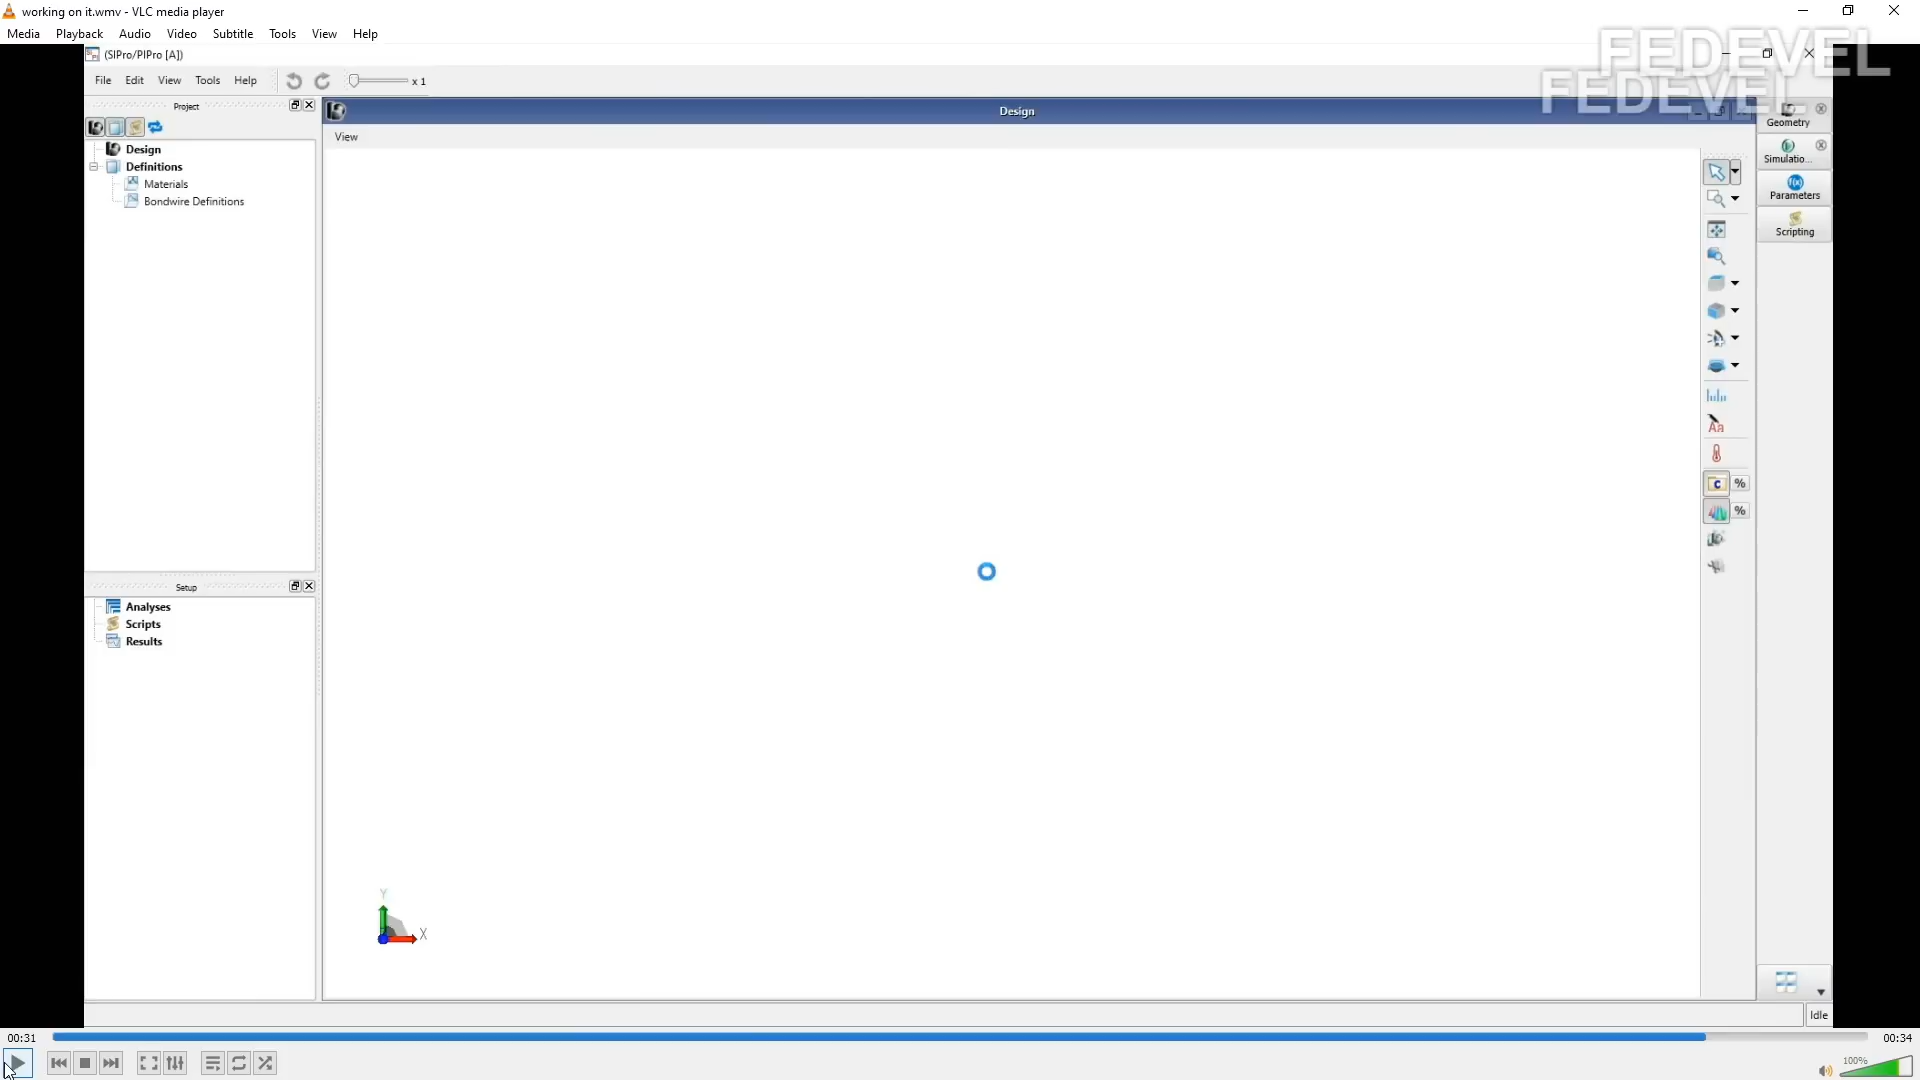 working on it.wmv - VLC media player
Media Playback Audio Video Subtitle Tools View Help
(SIPro/PIPro [A])
FEDEVEL
FEDEVEL
File Edit View Tools Help x 1
Project
Design
View
Design
Definitions
Materials
Bondwire Definitions
Geometry
Simulatio...
f(x)
Parameters
Scripting
Aa
C %
%
Setup
Analyses
Scripts
Results
Y
X
Idle
00:31 00:34
100%